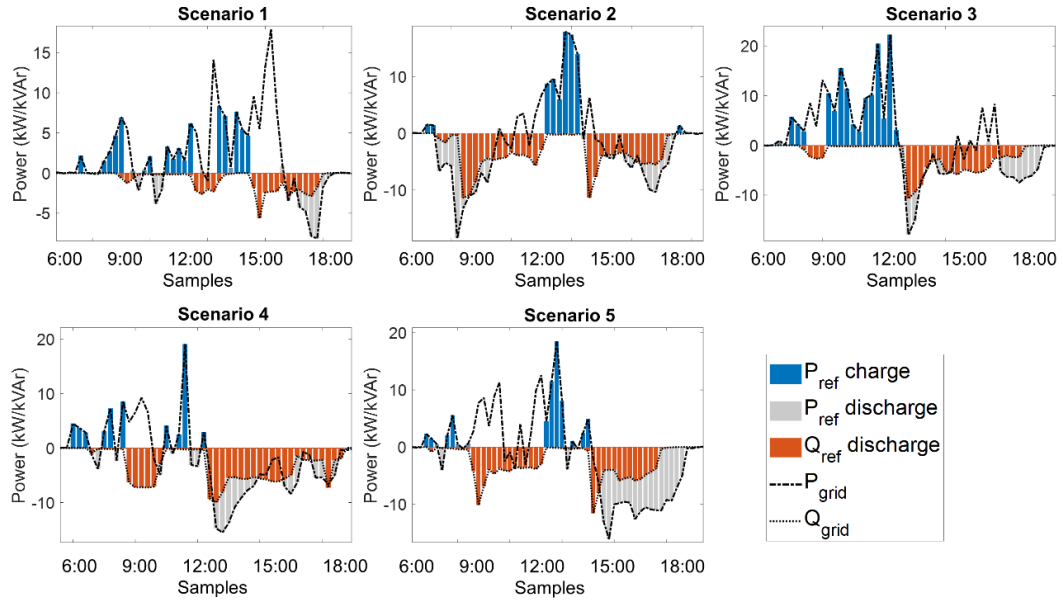 Scenario 1
Power (kW/kVAr)
15
10
5
0
-5
6:00 9:00 12:00 15:00 18:00
Samples
Scenario 2
Power (kW/kVAr)
10
0
-10
6:00 9:00 12:00 15:00 18:00
Samples
Scenario 3
Power (kW/kVAr)
20
10
0
-10
6:00 9:00 12:00 15:00 18:00
Samples
Scenario 4
Power (kW/kVAr)
20
10
0
-10
6:00 9:00 12:00 15:00 18:00
Samples
Scenario 5
Power (kW/kVAr)
20
10
0
-10
6:00 9:00 12:00 15:00 18:00
Samples
P_ref charge
P_ref discharge
Q_ref discharge
P_grid
Q_grid